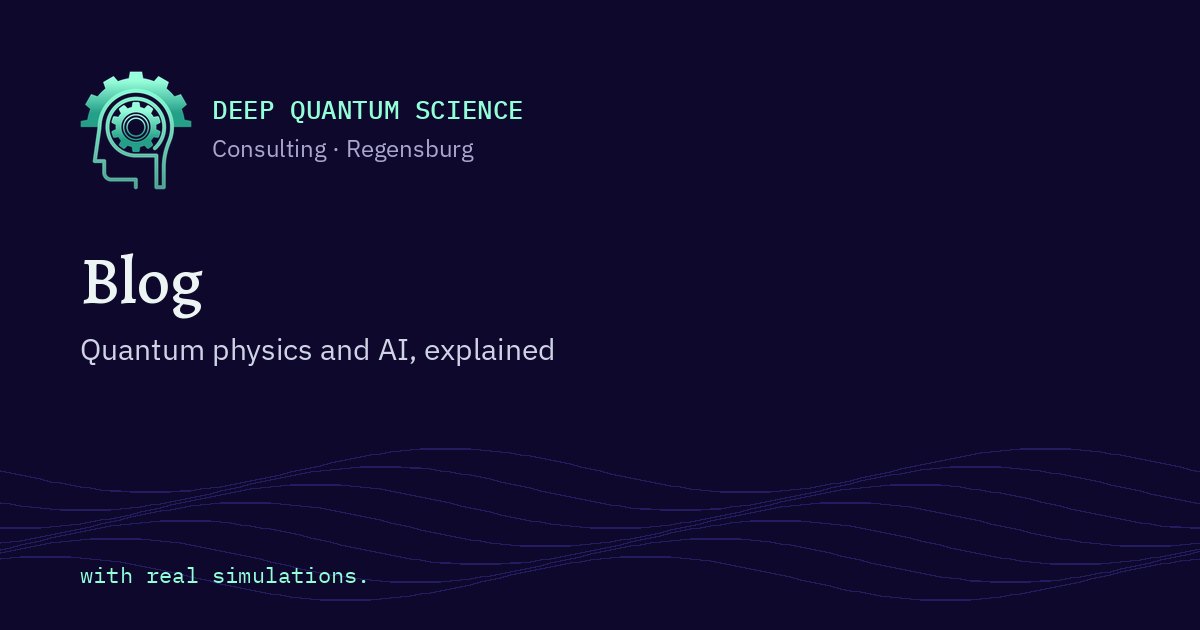 DEEP QUANTUM SCIENCE
Consulting · Regensburg
Blog
Quantum physics and AI, explained
with real simulations.